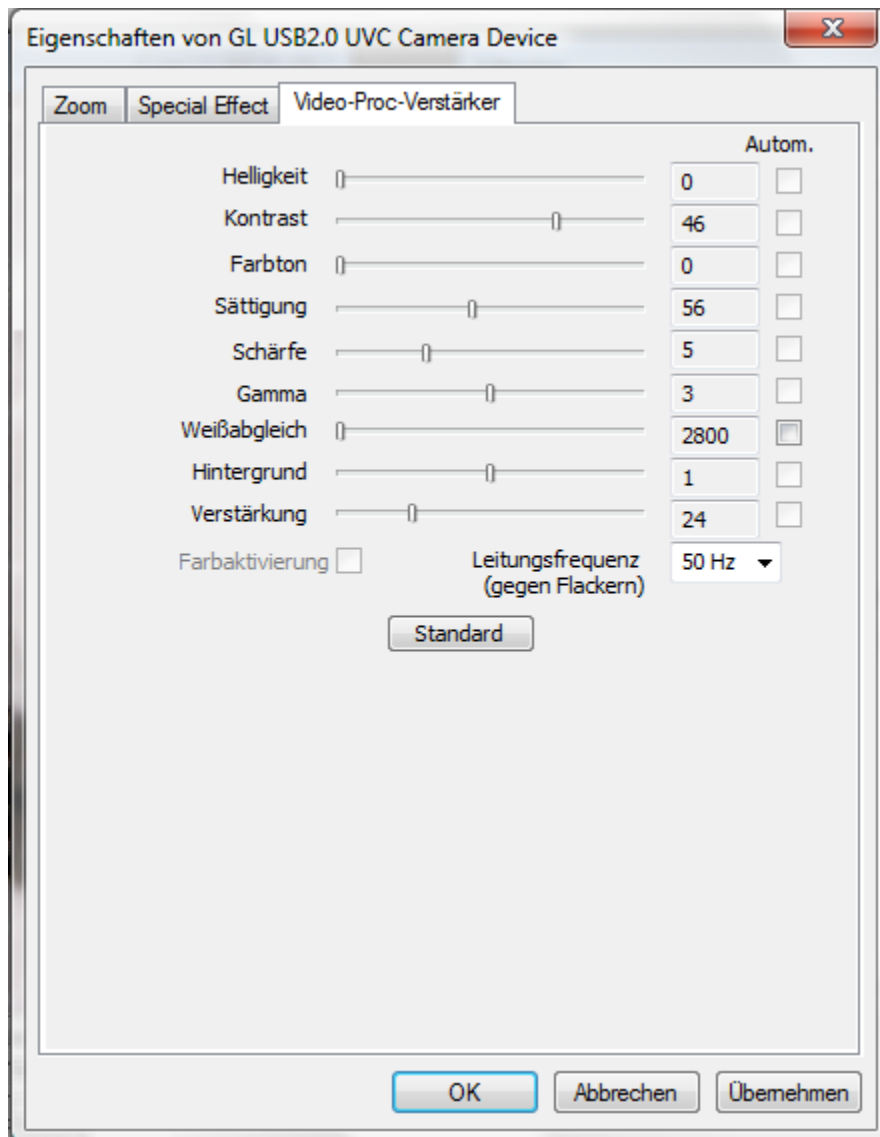 Eigenschaften von GL USB2.0 UVC Camera Device
Zoom Special Effect Video-Proc-Verstärker
Autom.
Helligkeit 0
Kontrast 46
Farbton 0
Sättigung 56
Schärfe 5
Gamma 3
Weißabgleich 2800
Hintergrund 1
Verstärkung 24
Farbaktivierung Leitungsfrequenz 50 Hz
(gegen Flackern)
Standard
OK Abbrechen Übernehmen